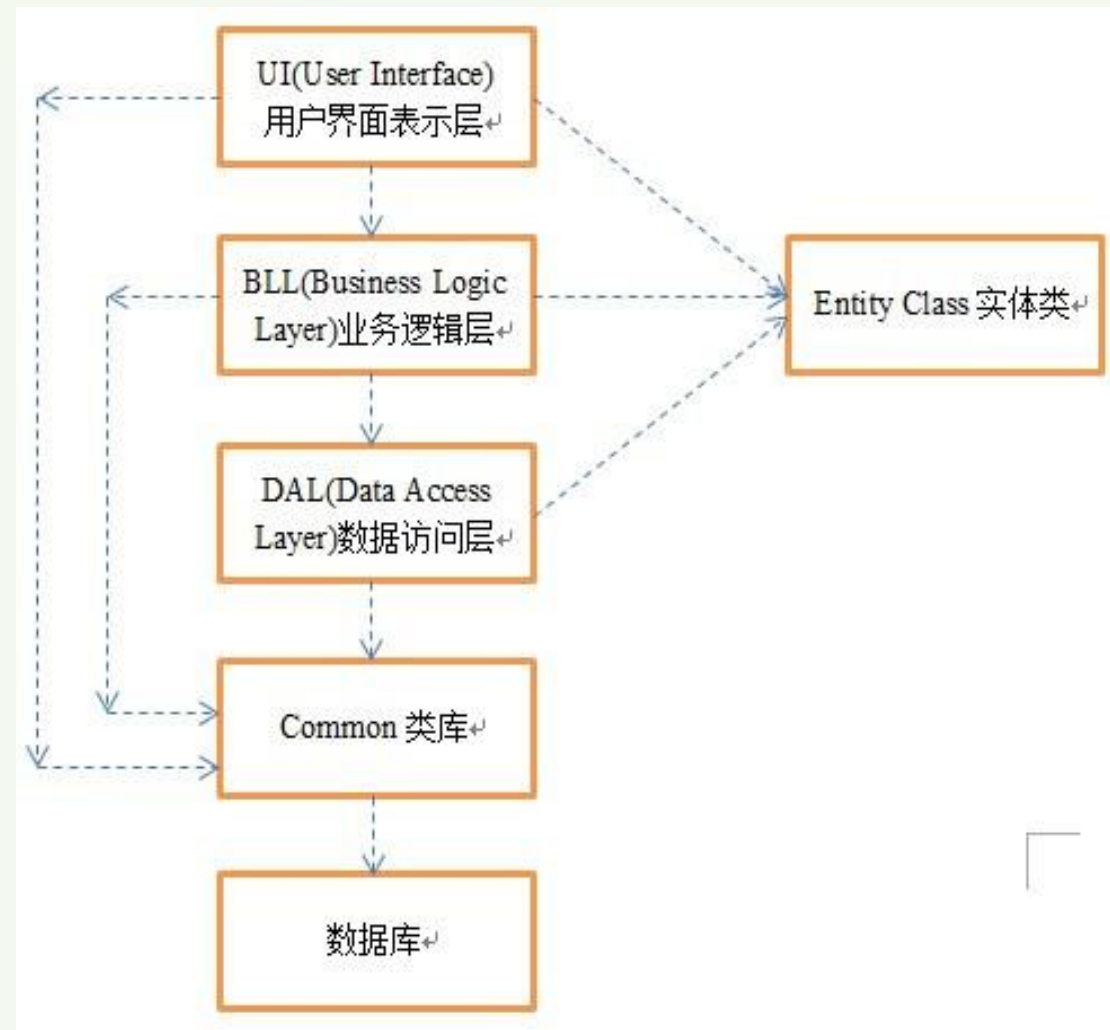 UI(User Interface)
用户界面表示层↵
BLL(Business Logic
Layer)业务逻辑层↵
Entity Class 实体类↵
DAL(Data Access
Layer)数据访问层↵
Common 类库↵
数据库↵